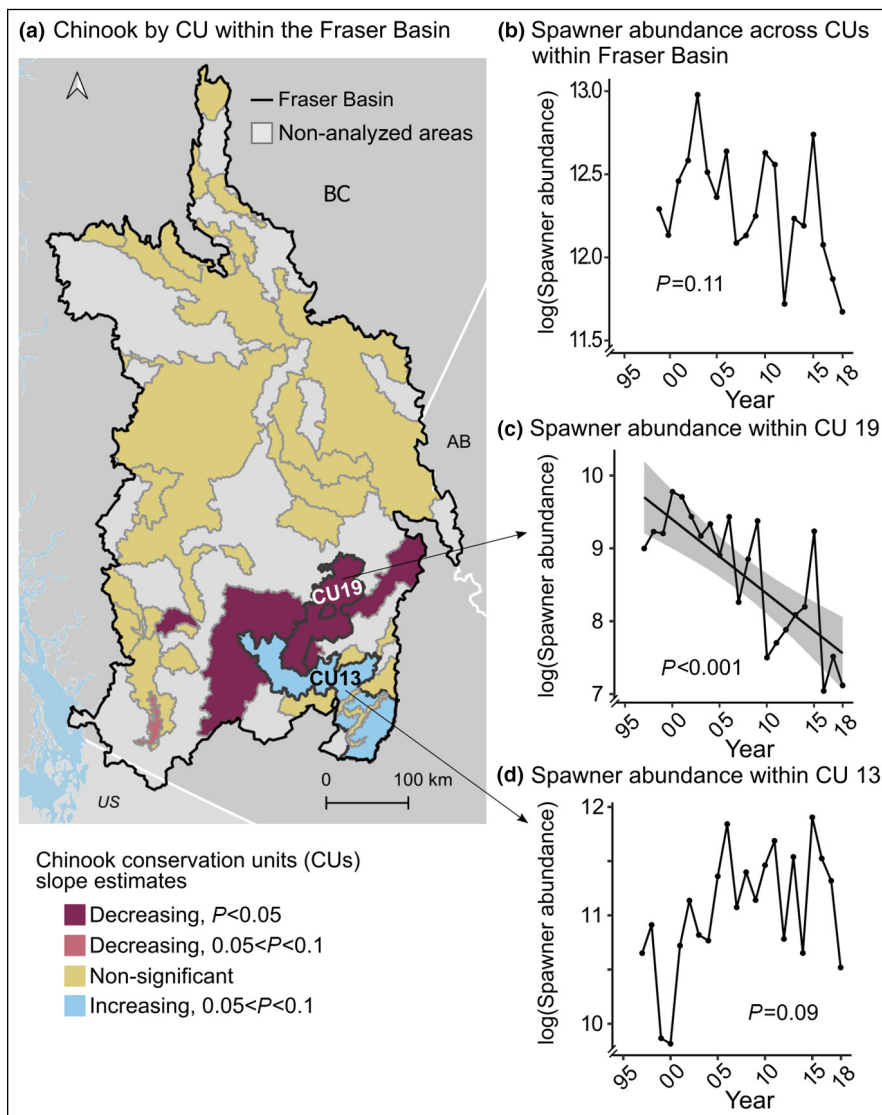 (a) Chinook by CU within the Fraser Basin
Fraser Basin
Non-analyzed areas
BC
AB
CU19
CU13
0 100 km
US
Chinook conservation units (CUs)
slope estimates
Decreasing, P<0.05
Decreasing, 0.05<P<0.1
Non-significant
Increasing, 0.05<P<0.1
(b) Spawner abundance across CUs
within Fraser Basin
log(Spawner abundance)
13.0
12.5
12.0
11.5
P=0.11
95 00 05 10 15 18
Year
(c) Spawner abundance within CU 19
log(Spawner abundance)
10
9
8
7
P<0.001
95 00 05 10 15 18
Year
(d) Spawner abundance within CU 13
log(Spawner abundance)
12
11
10
P=0.09
95 00 05 10 15 18
Year